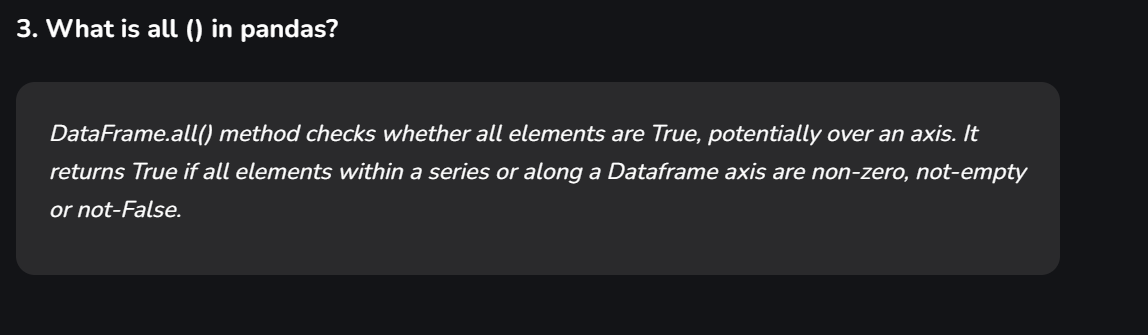 3. What is all () in pandas?
DataFrame.all() method checks whether all elements are True, potentially over an axis. It
returns True if all elements within a series or along a Dataframe axis are non-zero, not-empty
or not-False.